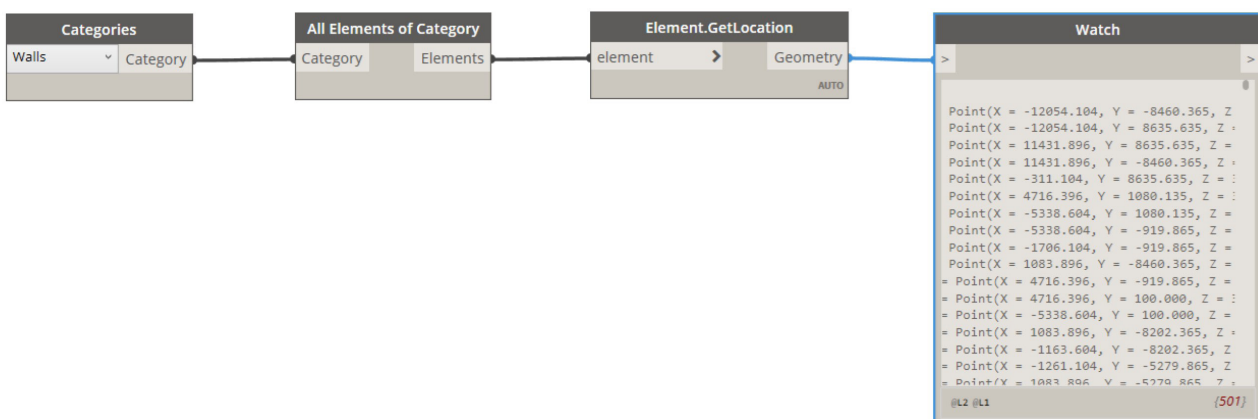 Categories
Walls
Category
All Elements of Category
Category
Elements
Element.GetLocation
element
>
Geometry
AUTO
Watch
>
>
Point(X = -12054.104, Y = -8460.365, Z
Point(X = -12054.104, Y = 8635.635, Z =
Point(X = 11431.896, Y = 8635.635, Z =
Point(X = 11431.896, Y = -8460.365, Z =
Point(X = -311.104, Y = 8635.635, Z =
Point(X = 4716.396, Y = 1080.135, Z =
Point(X = -5338.604, Y = 1080.135, Z =
Point(X = -5338.604, Y = -919.865, Z =
Point(X = -1706.104, Y = -919.865, Z =
Point(X = 1083.896, Y = -8460.365, Z =
= Point(X = 4716.396, Y = -919.865, Z =
= Point(X = 4716.396, Y = 100.000, Z =
= Point(X = -5338.604, Y = 100.000, Z =
= Point(X = 1083.896, Y = -8202.365, Z =
= Point(X = -1163.604, Y = -8202.365, Z
= Point(X = -1261.104, Y = -5279.865, Z
= Point(X = 1083.896, Y = -5279.865, Z
@L2 @L1
{501}